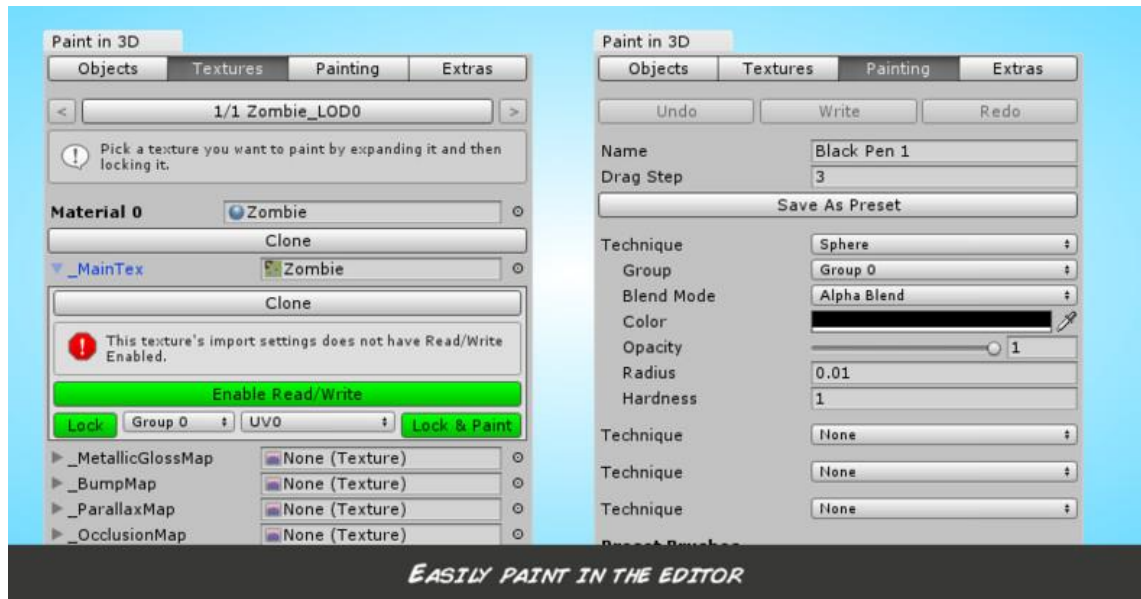 Paint in 3D
Objects Textures Painting Extras
< 1/1 Zombie_LOD0 >
Pick a texture you want to paint by expanding it and then
locking it.
Material 0 Zombie
Clone
_MainTex Zombie
Clone
This texture's import settings does not have Read/Write
Enabled.
Enable Read/Write
Lock Group 0 UV0 Lock & Paint
_MetallicGlossMap None (Texture)
_BumpMap None (Texture)
_ParallaxMap None (Texture)
_OcclusionMap None (Texture)
Paint in 3D
Objects Textures Painting Extras
Undo Write Redo
Name Black Pen 1
Drag Step 3
Save As Preset
Technique Sphere
Group Group 0
Blend Mode Alpha Blend
Color
Opacity 1
Radius 0.01
Hardness 1
Technique None
Technique None
Technique None
Preset Brushes
EASILY PAINT IN THE EDITOR